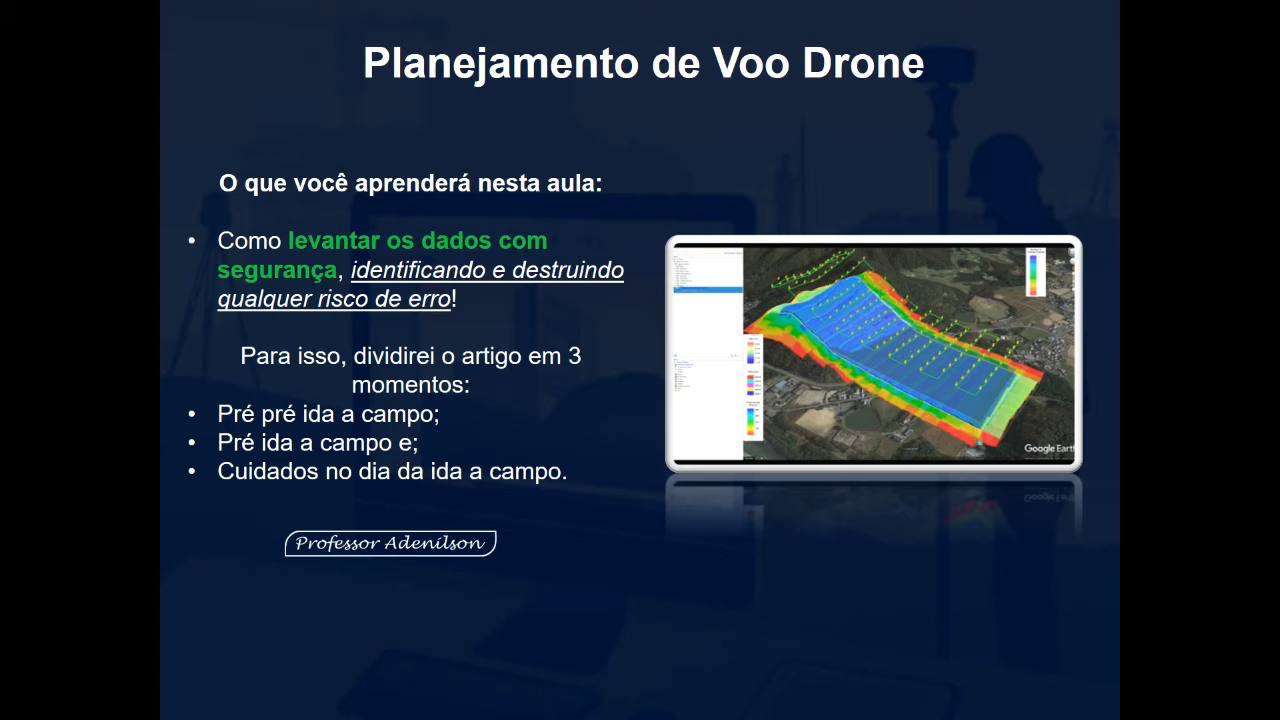 Planejamento de Voo Drone
O que você aprenderá nesta aula:
• Como levantar os dados com
segurança, identificando e destruindo
qualquer risco de erro!
Para isso, dividirei o artigo em 3
momentos:
• Pré pré ida a campo;
• Pré ida a campo e;
• Cuidados no dia da ida a campo.
Google Earth
Professor Adenilson